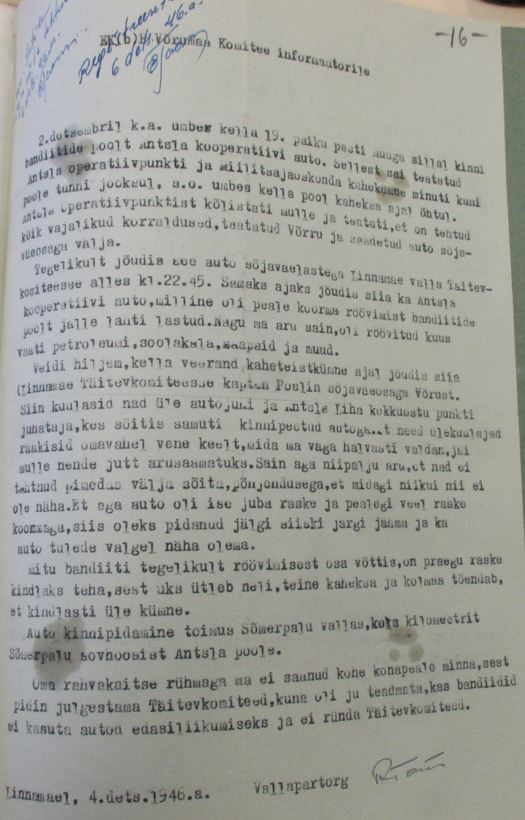 -16-
EK(b)P Võrumaa Komitee informaatorile
Registreerit
6 dets. 46.a.
2.detsembril k.a. umbes kella 19. paiku peeti Nuuga sillal kinni
bandiitide poolt Antsla kooperatiivi auto. Sellest sai teatatud
Antsla operatiivpunkti ja miilitsajaoskonda kahekümne minuti kuni
poole tunni jooksul, s.o. umbes kella pool kaheksa ajal õhtul.
Antsla operatiivpunktist kõlistati mulle ja teatati,et on teatud
kõik vajalikud korraldused,teatatud Võrru ja saadetud auto sõja-
väeosaga välja.
Tegelikult jõudis see auto sõjaväelastega Linnamäe valla Täitev-
komiteesse alles kl.22.45. Samaks ajaks jõudis siia ka Antsla
kooperatiivi auto,milline oli peale koorma röövimist bandiitide
poolt jälle lahti lastud.Nagu ma aru sain,oli röövitud kuus
vaati petroleumi,soolakala,saapaid ja muud.
Veidi hiljem,kella veerand kaheteistkümne ajal jõudis siia
(Linnamäe Täitevkomiteesse kapten Poslin sõjaväeosaga Võrust.
Siin kuulasid nad üle autojuhi ja Antsla Liha kokkuostu punkti
juhataja,kes sõitis samuti kinnipeetud autoga. t need ülekuulajad
rääkisid omavahel vene keelt,mida ma väga halvasti valdan,jäi
mulle nende jutt arusaamatuks.Sain aga niipalju aru,et nad ei
tahtnud pimedas välja sõita,põhjendusega,et midagi niikui nii ei
ole näha.Et aga auto oli ise juba raske ja pealegi veel raske
koormaga,siis oleks pidanud jälgi siiski järgi jääma ja ka
auto tulede valgel näha olema.
Mitu bandiiti tegelikult röövimisest osa võttis,on praegu raske
kindlaks teha,sest üks ütleb neli,teine kaheksa ja kolmas tõendab,
et kindlasti üle kümne.
Auto kinnipidamine toimus Sõmerpalu vallas, kilomeetrit
Sõmerpalu sovhoosist Antsla poole.
Oma rahvakaitse rühmaga ma ei saanud kohe kohapeale minna,sest
pidin julgestama Täitevkomiteed,kuna oli ju teadmata,kas bandiidid
ei kasuta autod edasiliikumiseks ja ei ründa Täitevkomiteed.
Linnamäel, 4.dets.1946.a. Vallapartorg